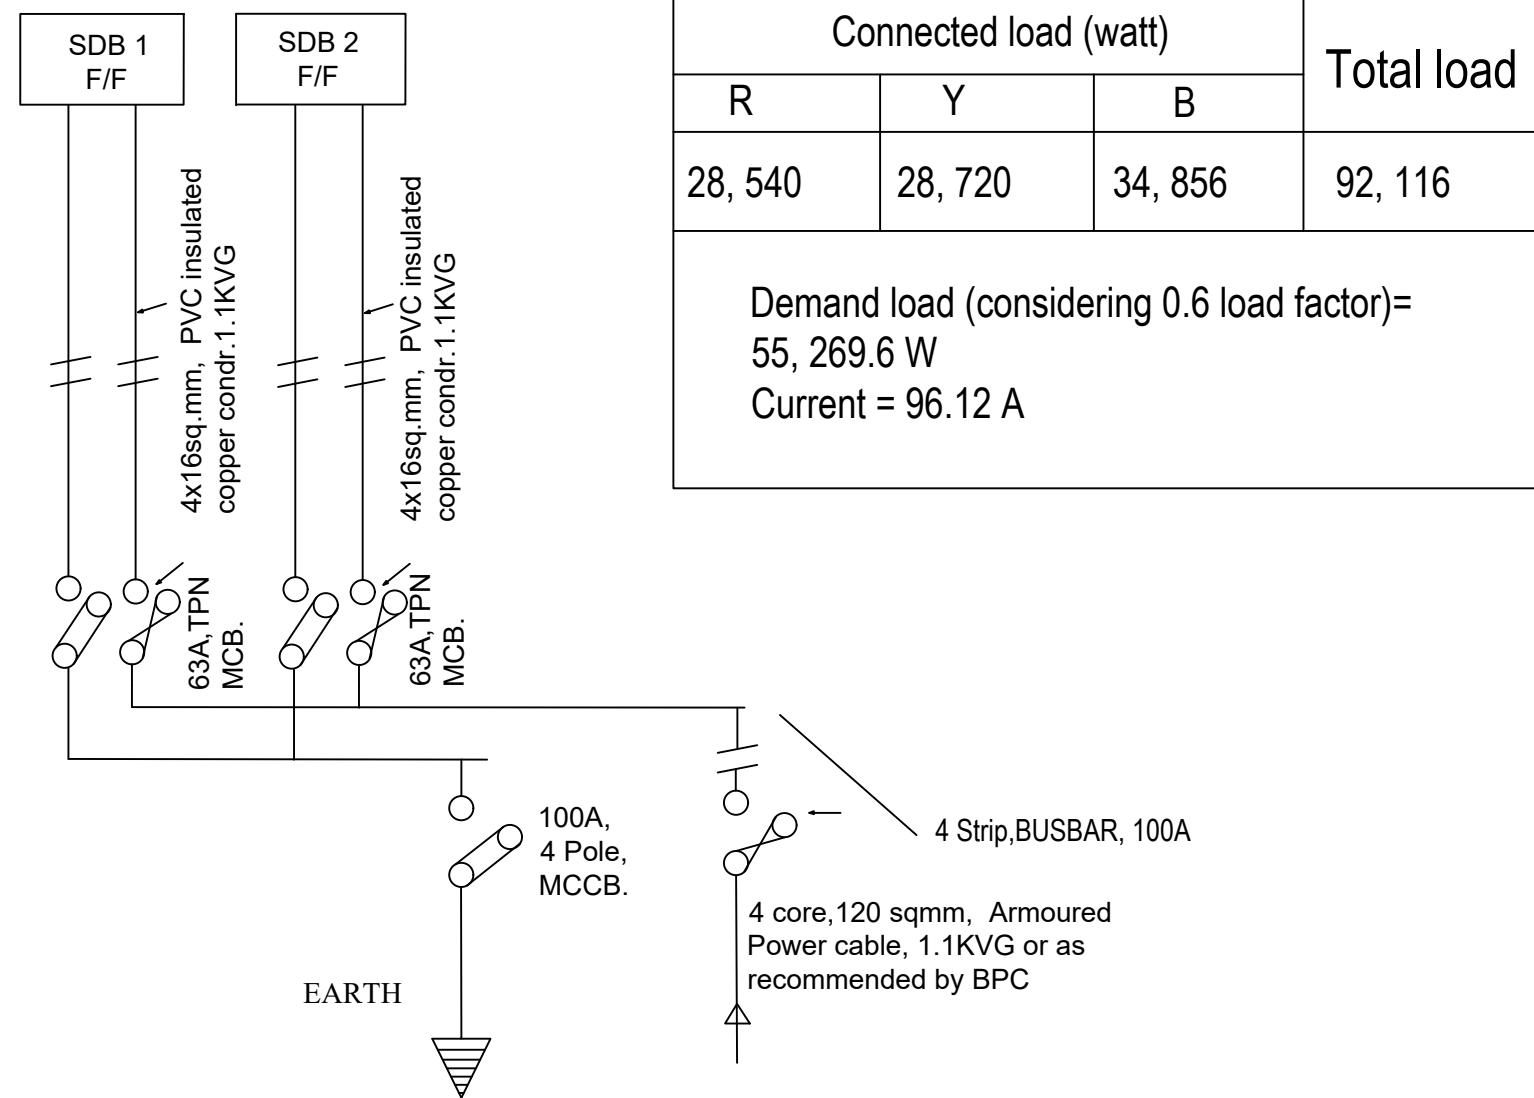 SDB 1
F/F
SDB 2
F/F
Connected load (watt)
Total load
R
Y
B
28, 540
28, 720
34, 856
92, 116
Demand load (considering 0.6 load factor)=
55, 269.6 W
Current = 96.12 A
4x16sq.mm, PVC insulated
copper condr.1.1KVG
4x16sq.mm, PVC insulated
copper condr.1.1KVG
63A,TPN
MCB.
63A,TPN
MCB.
100A,
4 Pole,
MCCB.
4 Strip,BUSBAR, 100A
4 core,120 sqmm, Armoured
Power cable, 1.1KVG or as
recommended by BPC
EARTH